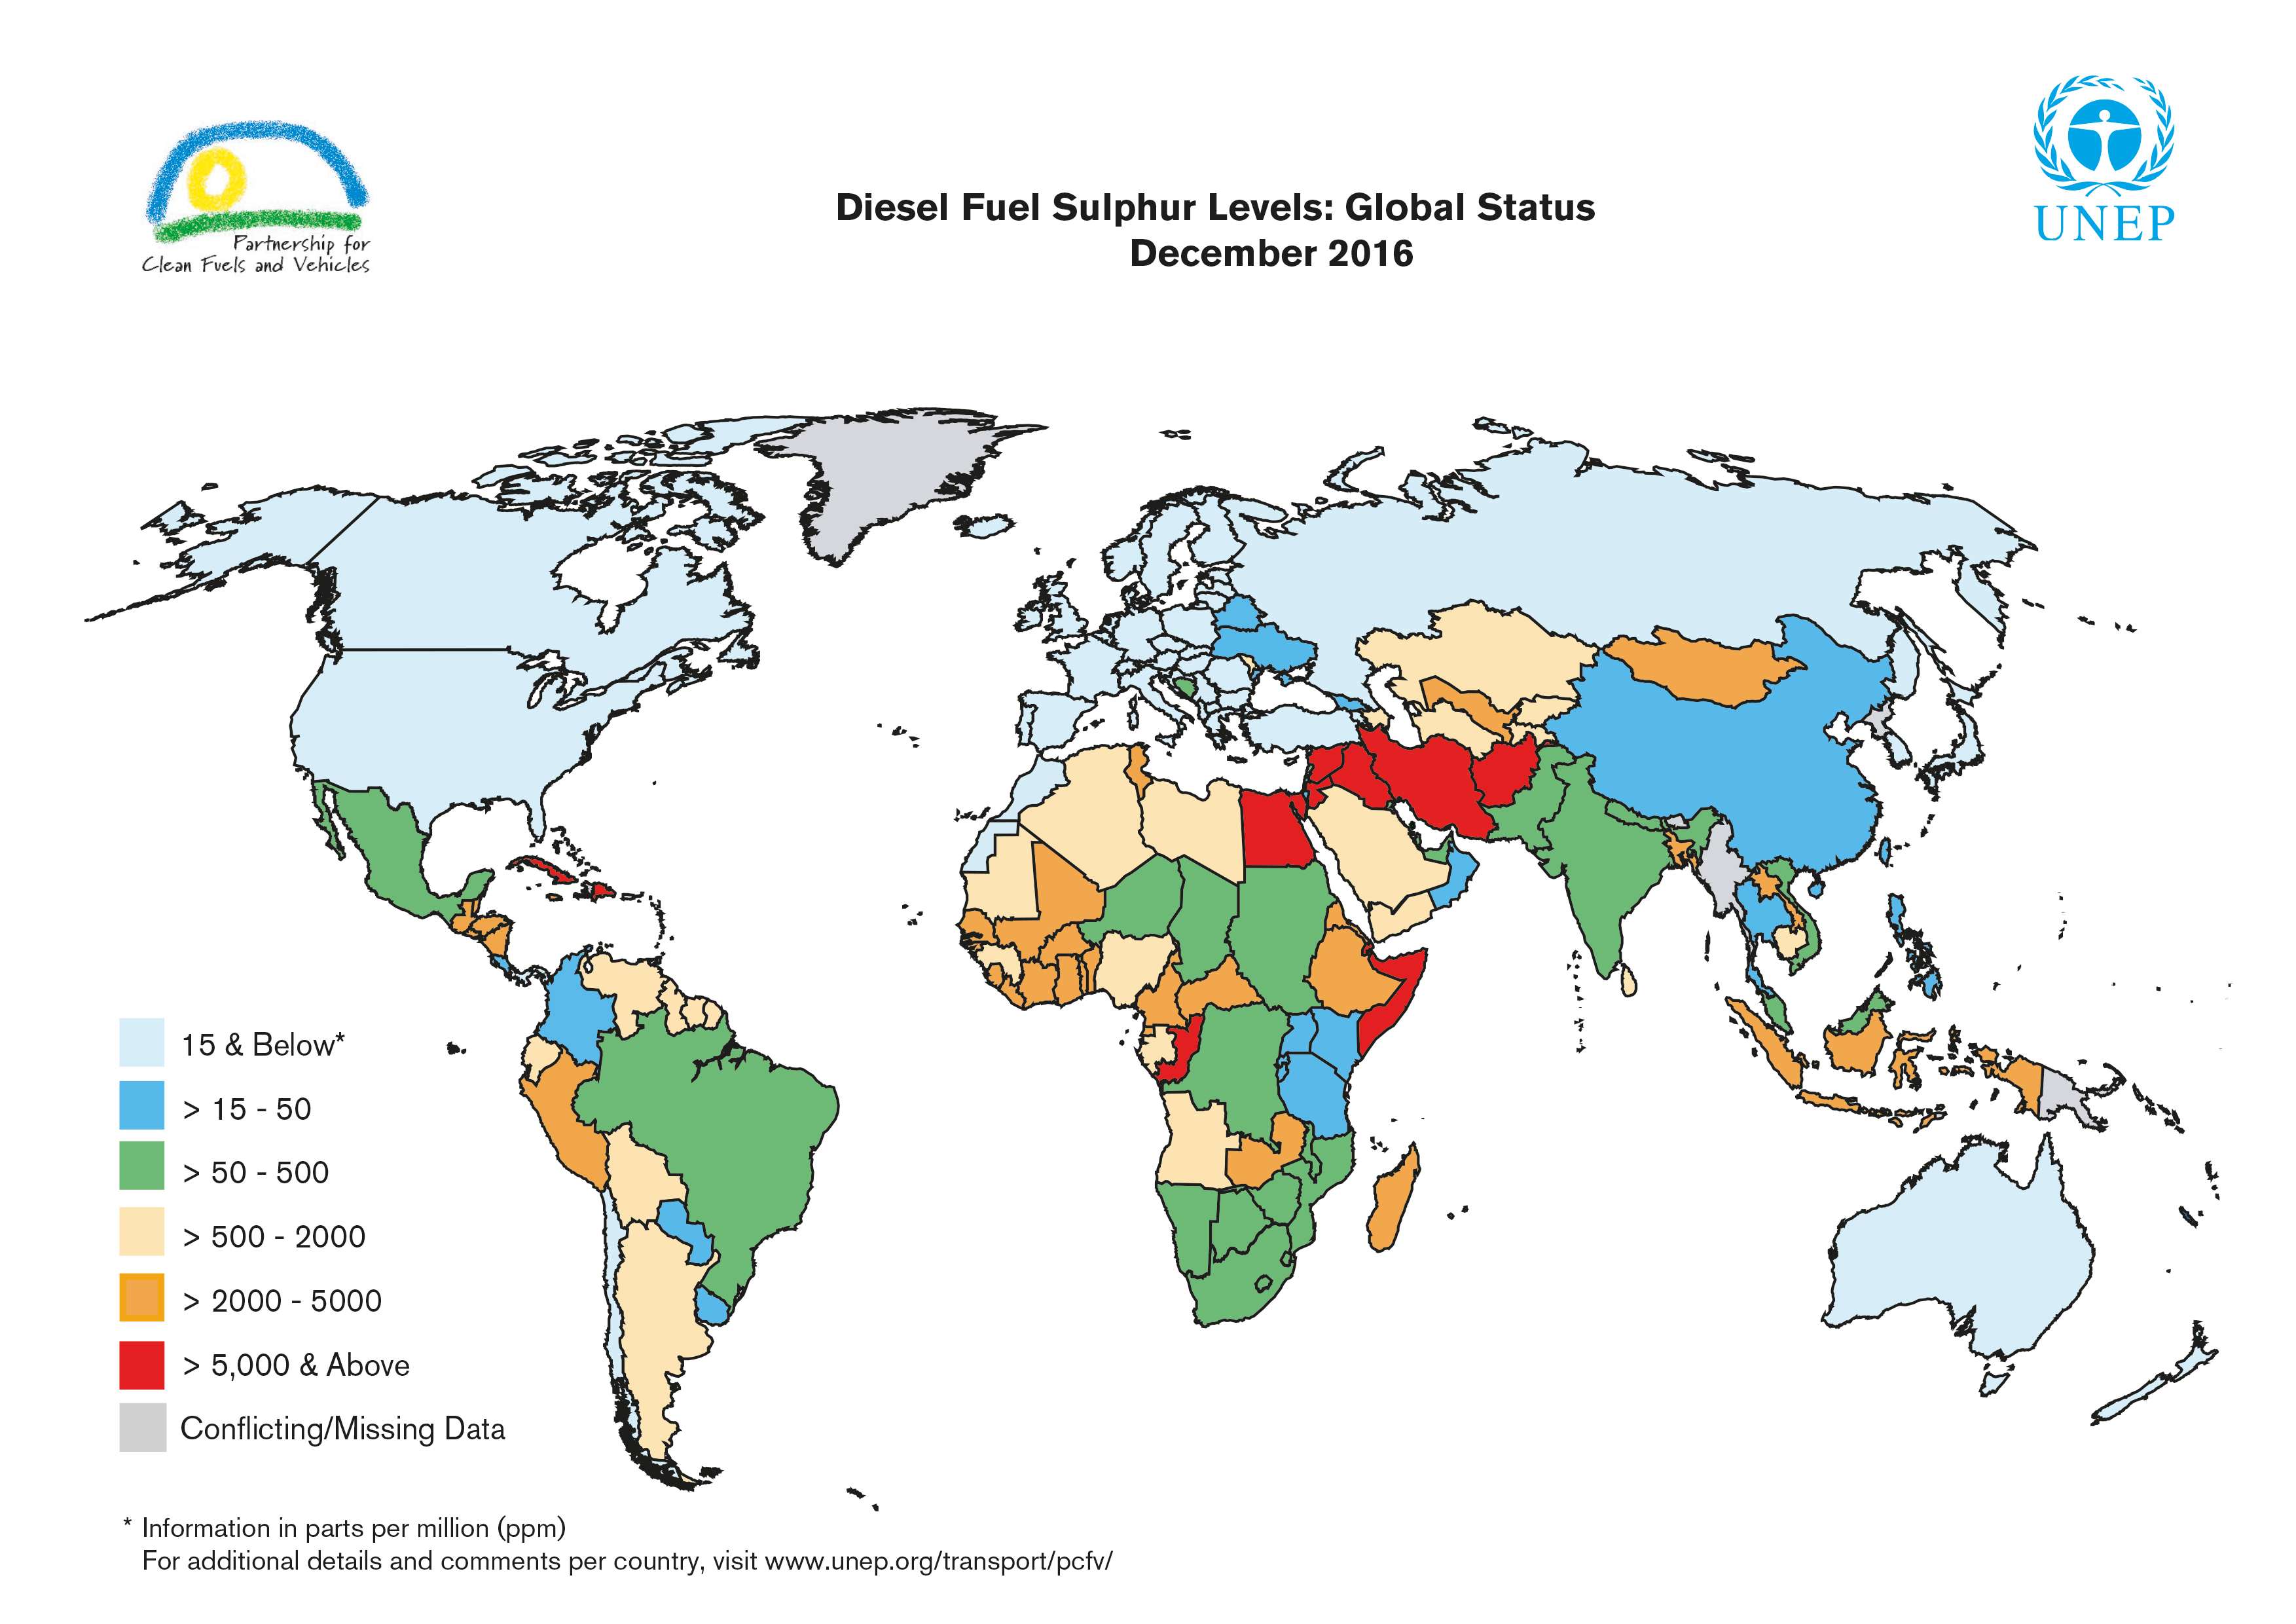 Partnership for
Clean Fuels and Vehicles
UNEP
Diesel Fuel Sulphur Levels: Global Status
December 2016
15 & Below*
> 15 - 50
> 50 - 500
> 500 - 2000
> 2000 - 5000
> 5,000 & Above
Conflicting/Missing Data
* Information in parts per million (ppm)
For additional details and comments per country, visit www.unep.org/transport/pcfv/